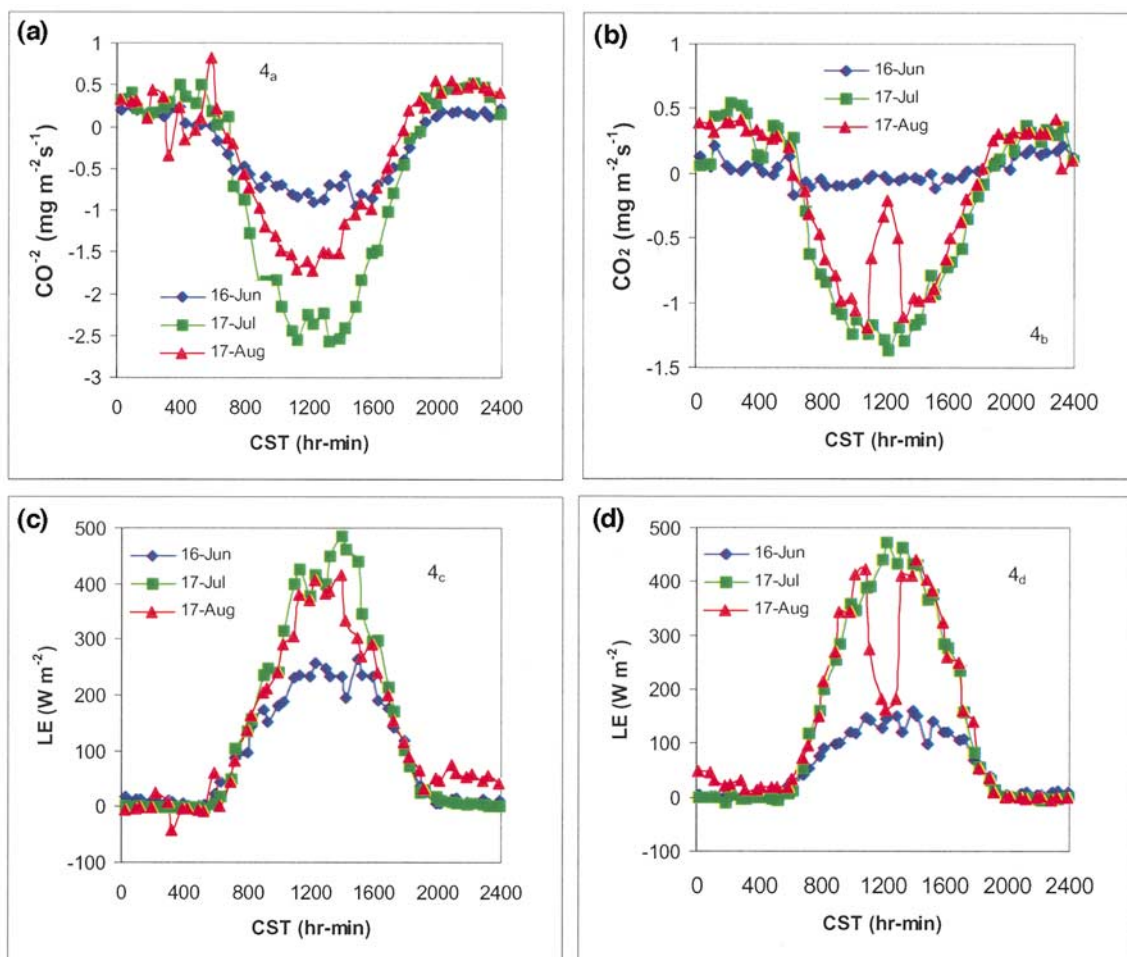 (a)
4a
CO⁻² (mg m⁻² s⁻¹)
1
0.5
0
-0.5
-1
-1.5
-2
-2.5
-3
16-Jun
17-Jul
17-Aug
0 400 800 1200 1600 2000 2400
CST (hr-min)
(b)
CO₂ (mg m⁻² s⁻¹)
1
0.5
0
-0.5
-1
-1.5
16-Jun
17-Jul
17-Aug
4b
0 400 800 1200 1600 2000 2400
CST (hr-min)
(c)
LE (W m⁻²)
500
400
300
200
100
0
-100
16-Jun
17-Jul
17-Aug
4c
0 400 800 1200 1600 2000 2400
CST (hr-min)
(d)
LE (W m⁻²)
500
400
300
200
100
0
-100
16-Jun
17-Jul
17-Aug
4d
0 400 800 1200 1600 2000 2400
CST (hr-min)